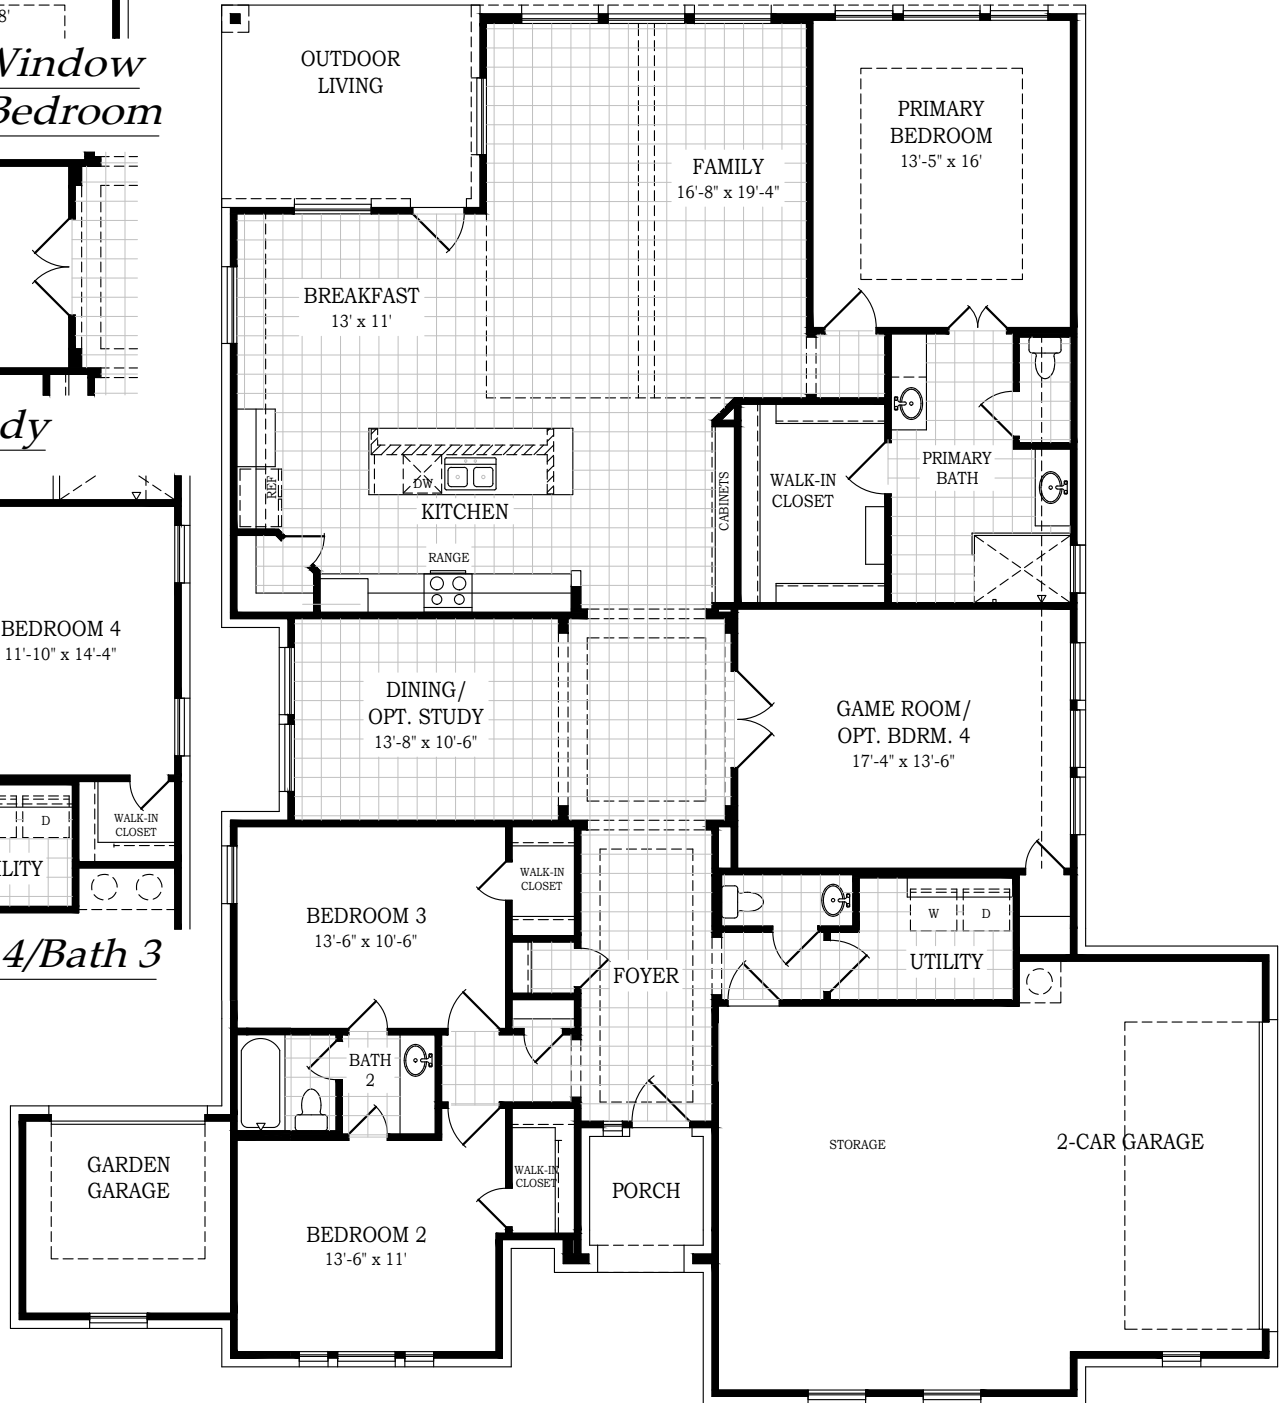 8'
Window
Bedroom
dy
BEDROOM 4
11'-10" x 14'-4"
D
WALK-IN
CLOSET
ILITY
4/Bath 3
OUTDOOR
LIVING
FAMILY
16'-8" x 19'-4"
PRIMARY
BEDROOM
13'-5" x 16'
BREAKFAST
13' x 11'
REF
DW
KITCHEN
RANGE
CABINETS
WALK-IN
CLOSET
PRIMARY
BATH
DINING/
OPT. STUDY
13'-8" x 10'-6"
GAME ROOM/
OPT. BDRM. 4
17'-4" x 13'-6"
BEDROOM 3
13'-6" x 10'-6"
WALK-IN
CLOSET
FOYER
W
D
UTILITY
BATH
2
GARDEN
GARAGE
BEDROOM 2
13'-6" x 11'
WALK-IN
CLOSET
PORCH
STORAGE
2-CAR GARAGE